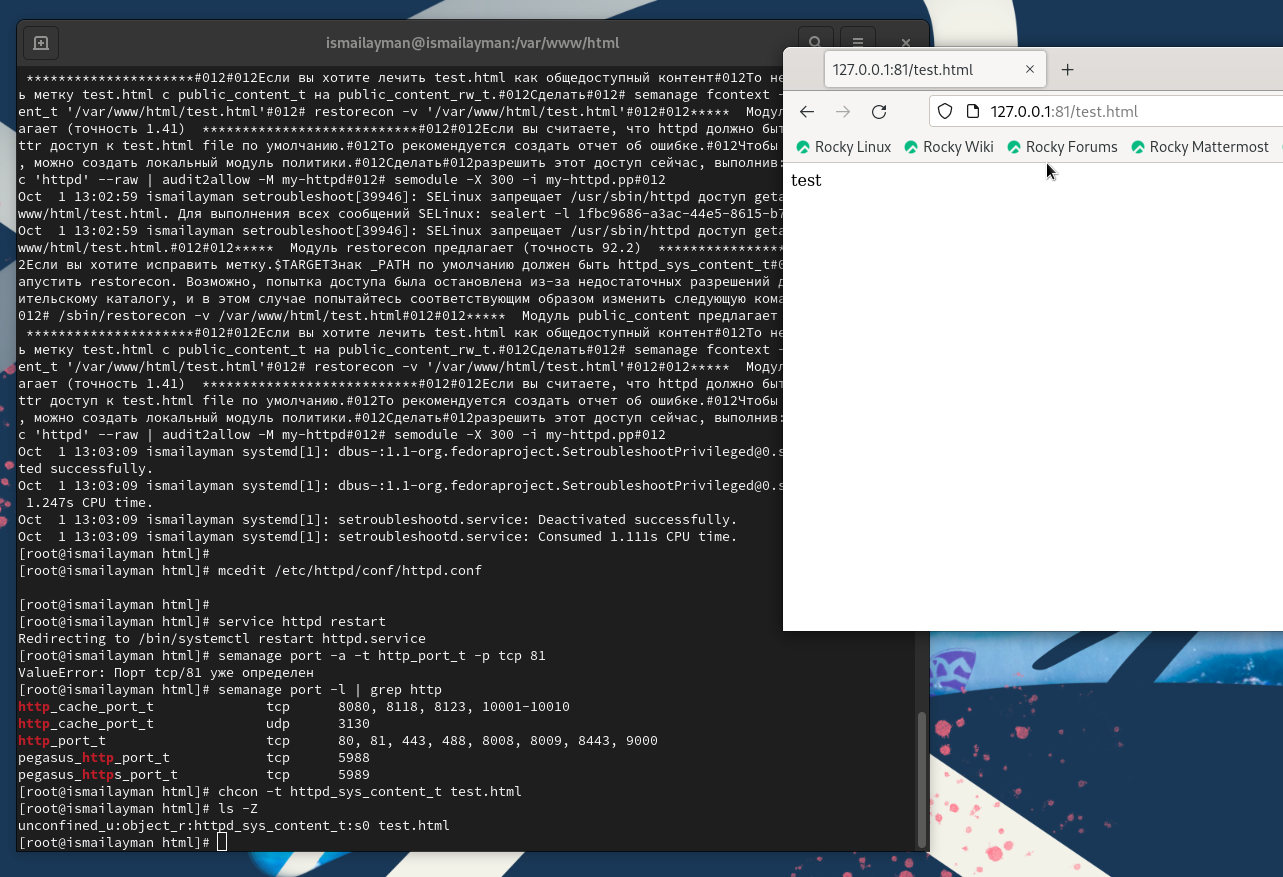 ismailayman@ismailayman:/var/www/html
*********************#012#012Если вы хотите лечить test.html как общедоступный контент#012То не
ь метку test.html с public_content_t на public_content_rw_t.#012Сделать#012# semanage fcontext -
ent_t '/var/www/html/test.html'#012# restorecon -v '/var/www/html/test.html'#012#012***** Модул
агает (точность 1.41) ***************************#012#012Если вы считаете, что httpd должно быт
ttr доступ к test.html file по умолчанию.#012То рекомендуется создать отчет об ошибке.#012Чтобы
, можно создать локальный модуль политики.#012Сделать#012разрешить этот доступ сейчас, выполнив:
c 'httpd' --raw | audit2allow -M my-httpd#012# semodule -X 300 -i my-httpd.pp#012
Oct 1 13:02:59 ismailayman setroubleshoot[39946]: SELinux запрещает /usr/sbin/httpd доступ geta
www/html/test.html. Для выполнения всех сообщений SELinux: sealert -l 1fbc9686-a3ac-44e5-8615-b7
Oct 1 13:02:59 ismailayman setroubleshoot[39946]: SELinux запрещает /usr/sbin/httpd доступ geta
www/html/test.html.#012#012***** Модуль restorecon предлагает (точность 92.2) ****************
2Если вы хотите исправить метку.$TARGETЗнак _PATH по умолчанию должен быть httpd_sys_content_t#0
апустить restorecon. Возможно, попытка доступа была остановлена из-за недостаточных разрешений д
ительскому каталогу, и в этом случае попытайтесь соответствующим образом изменить следующую кома
012# /sbin/restorecon -v /var/www/html/test.html#012#012***** Модуль public_content предлагает
*********************#012#012Если вы хотите лечить test.html как общедоступный контент#012То не
ь метку test.html с public_content_t на public_content_rw_t.#012Сделать#012# semanage fcontext -
ent_t '/var/www/html/test.html'#012# restorecon -v '/var/www/html/test.html'#012#012***** Модул
агает (точность 1.41) ***************************#012#012Если вы считаете, что httpd должно быт
ttr доступ к test.html file по умолчанию.#012То рекомендуется создать отчет об ошибке.#012Чтобы
, можно создать локальный модуль политики.#012Сделать#012разрешить этот доступ сейчас, выполнив:
c 'httpd' --raw | audit2allow -M my-httpd#012# semodule -X 300 -i my-httpd.pp#012
Oct 1 13:03:09 ismailayman systemd[1]: dbus-:1.1-org.fedoraproject.SetroubleshootPrivileged@0.s
ted successfully.
Oct 1 13:03:09 ismailayman systemd[1]: dbus-:1.1-org.fedoraproject.SetroubleshootPrivileged@0.s
1.247s CPU time.
Oct 1 13:03:09 ismailayman systemd[1]: setroubleshootd.service: Deactivated successfully.
Oct 1 13:03:09 ismailayman systemd[1]: setroubleshootd.service: Consumed 1.111s CPU time.
[root@ismailayman html]#
[root@ismailayman html]# mcedit /etc/httpd/conf/httpd.conf
[root@ismailayman html]#
[root@ismailayman html]# service httpd restart
Redirecting to /bin/systemctl restart httpd.service
[root@ismailayman html]# semanage port -a -t http_port_t -p tcp 81
ValueError: Порт tcp/81 уже определен
[root@ismailayman html]# semanage port -l | grep http
http_cache_port_t tcp 8080, 8118, 8123, 10001-10010
http_cache_port_t udp 3130
http_port_t tcp 80, 81, 443, 488, 8008, 8009, 8443, 9000
pegasus_http_port_t tcp 5988
pegasus_https_port_t tcp 5989
[root@ismailayman html]# chcon -t httpd_sys_content_t test.html
[root@ismailayman html]# ls -Z
unconfined_u:object_r:httpd_sys_content_t:s0 test.html
[root@ismailayman html]#
127.0.0.1:81/test.html
127.0.0.1:81/test.html
Rocky Linux Rocky Wiki Rocky Forums Rocky Mattermost
test